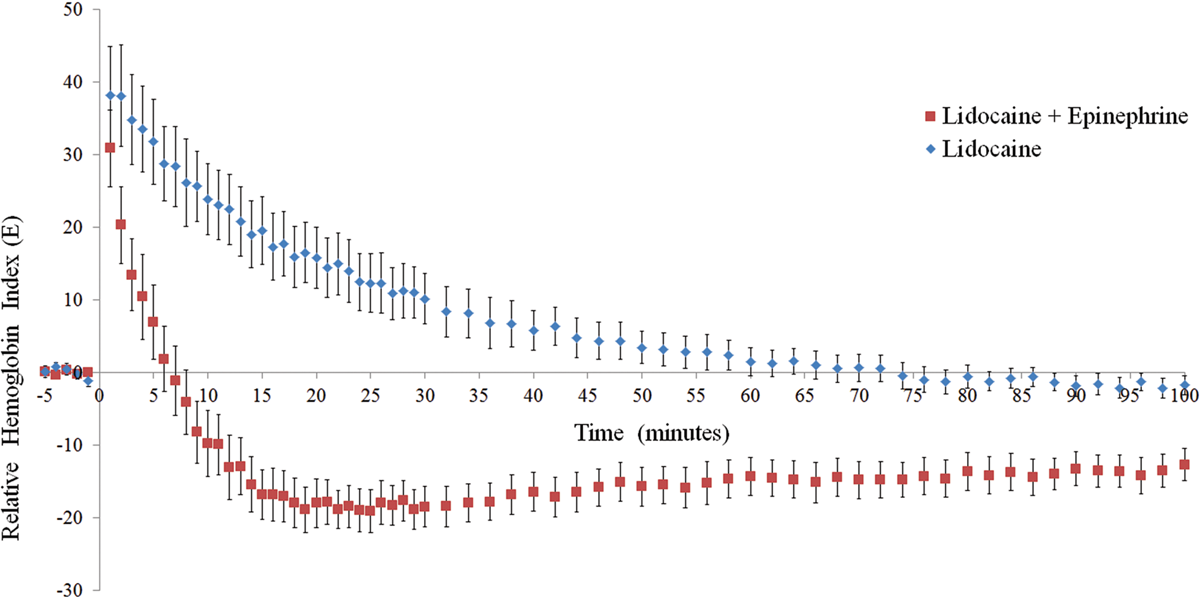 50
40
30
20
10
0
-10
-20
-30
Relative Hemoglobin Index (E)
Lidocaine + Epinephrine
Lidocaine
-5 0 5 10 15 20 25 30 35 40 45 50 55 60 65 70 75 80 85 90 95 100
Time (minutes)